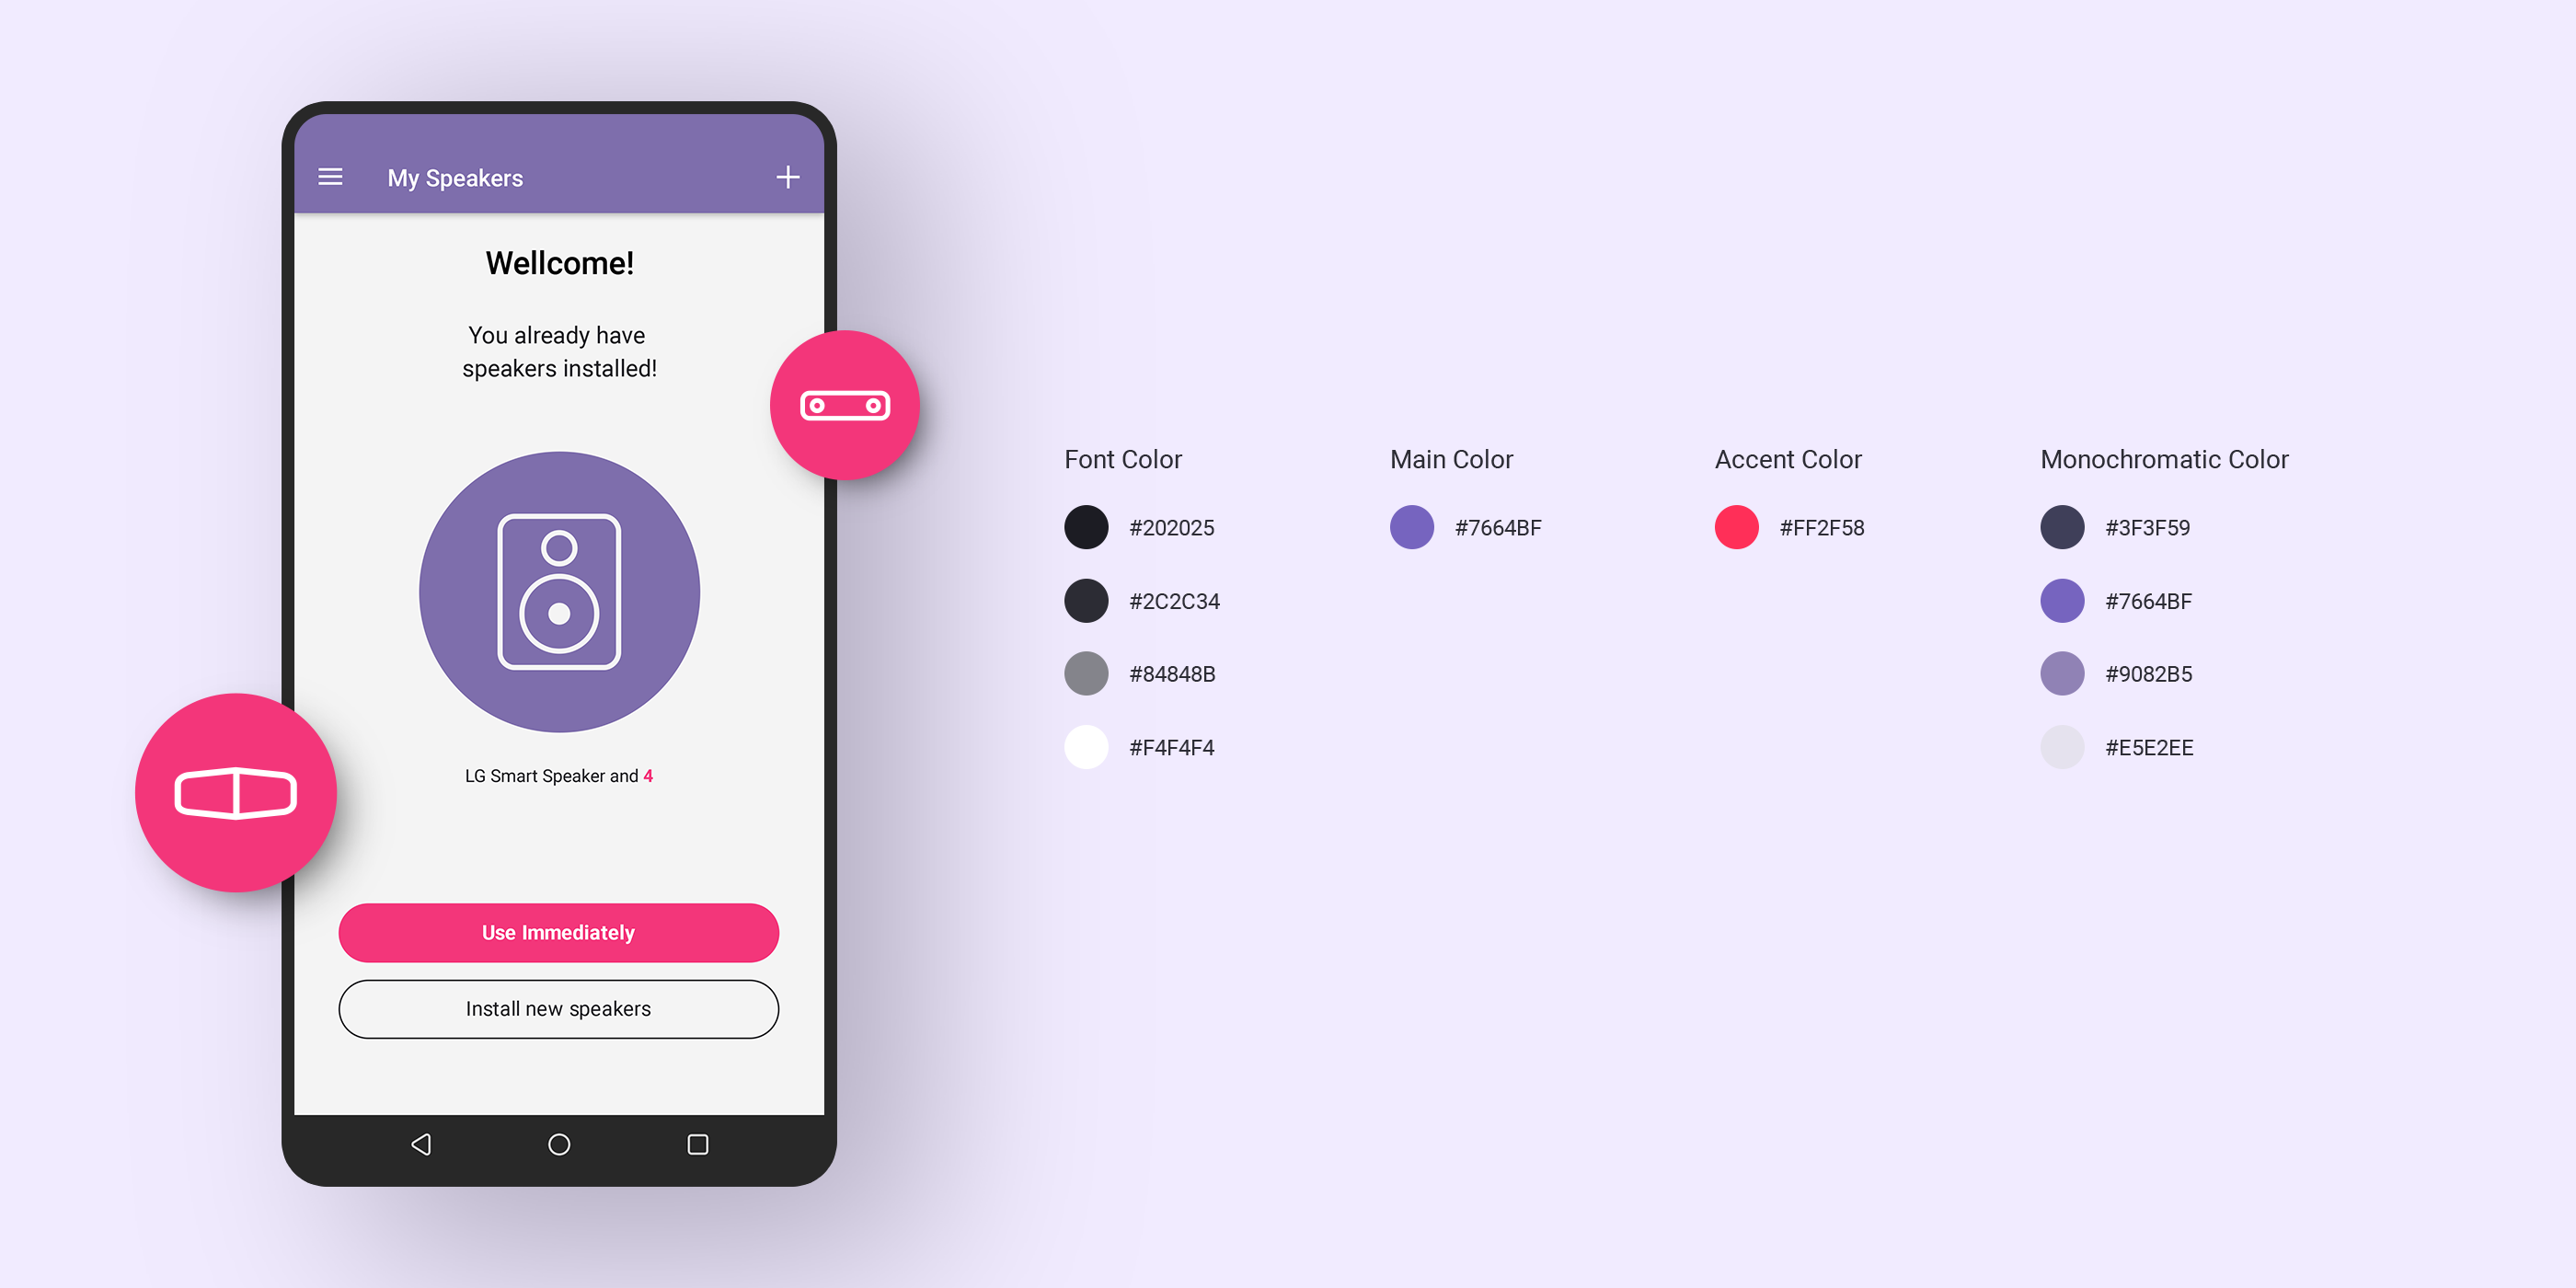 My Speakers
Wellcome!
You already have
speakers installed!
LG Smart Speaker and 4
Use Immediately
Install new speakers
Font Color
#202025
#2C2C34
#84848B
#F4F4F4
Main Color
#7664BF
Accent Color
#FF2F58
Monochromatic Color
#3F3F59
#7664BF
#9082B5
#E5E2EE